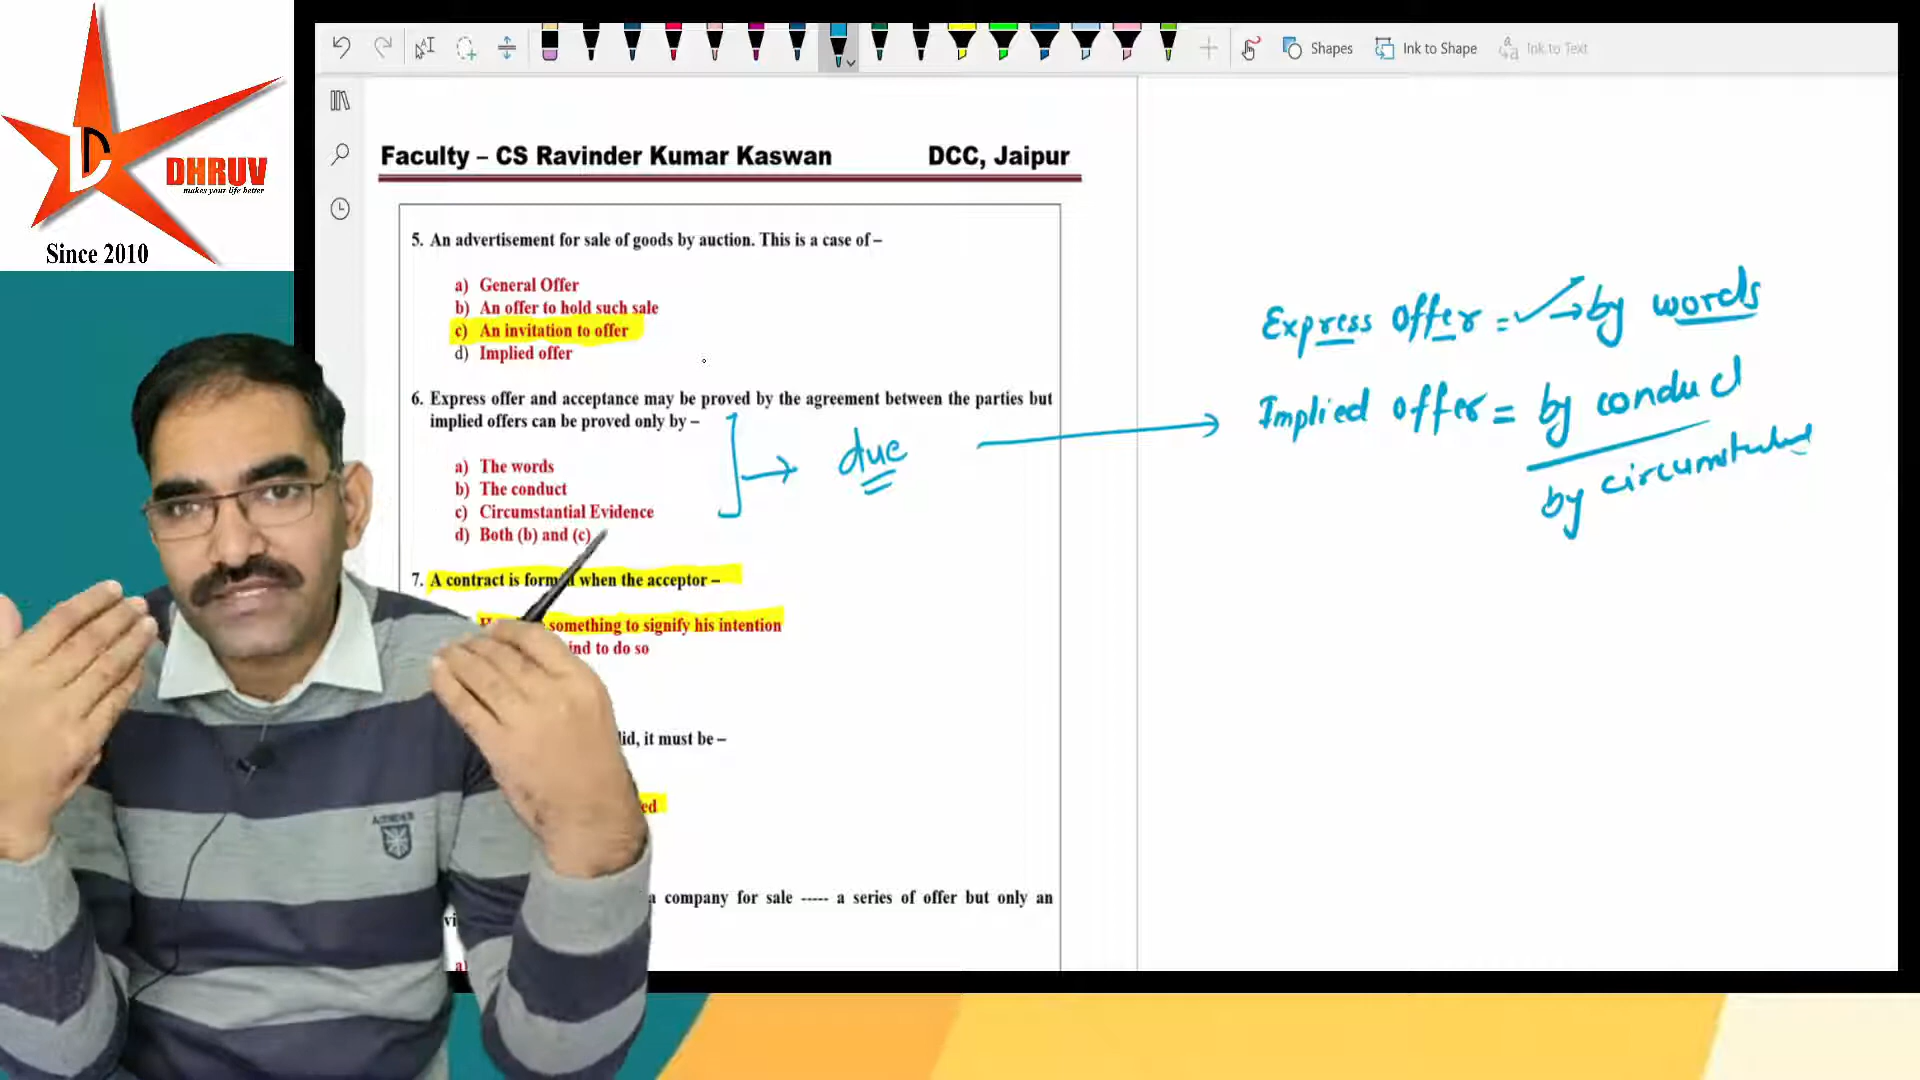 DHRUV
makes your life better
Since 2010
Shapes
Ink to Shape
Ink to Text
Faculty – CS Ravinder Kumar Kaswan DCC, Jaipur
5. An advertisement for sale of goods by auction. This is a case of –
a) General Offer
b) An offer to hold such sale
c) An invitation to offer
d) Implied offer
6. Express offer and acceptance may be proved by the agreement between the parties but
implied offers can be proved only by –
a) The words
b) The conduct
c) Circumstantial Evidence
d) Both (b) and (c)
due
Express offer = → by words
Implied offer = by conduct
by
7. A contract is formed when the acceptor –
something to signify his intention
to do so
it must be –
a company for sale ----- a series of offer but only an
a)